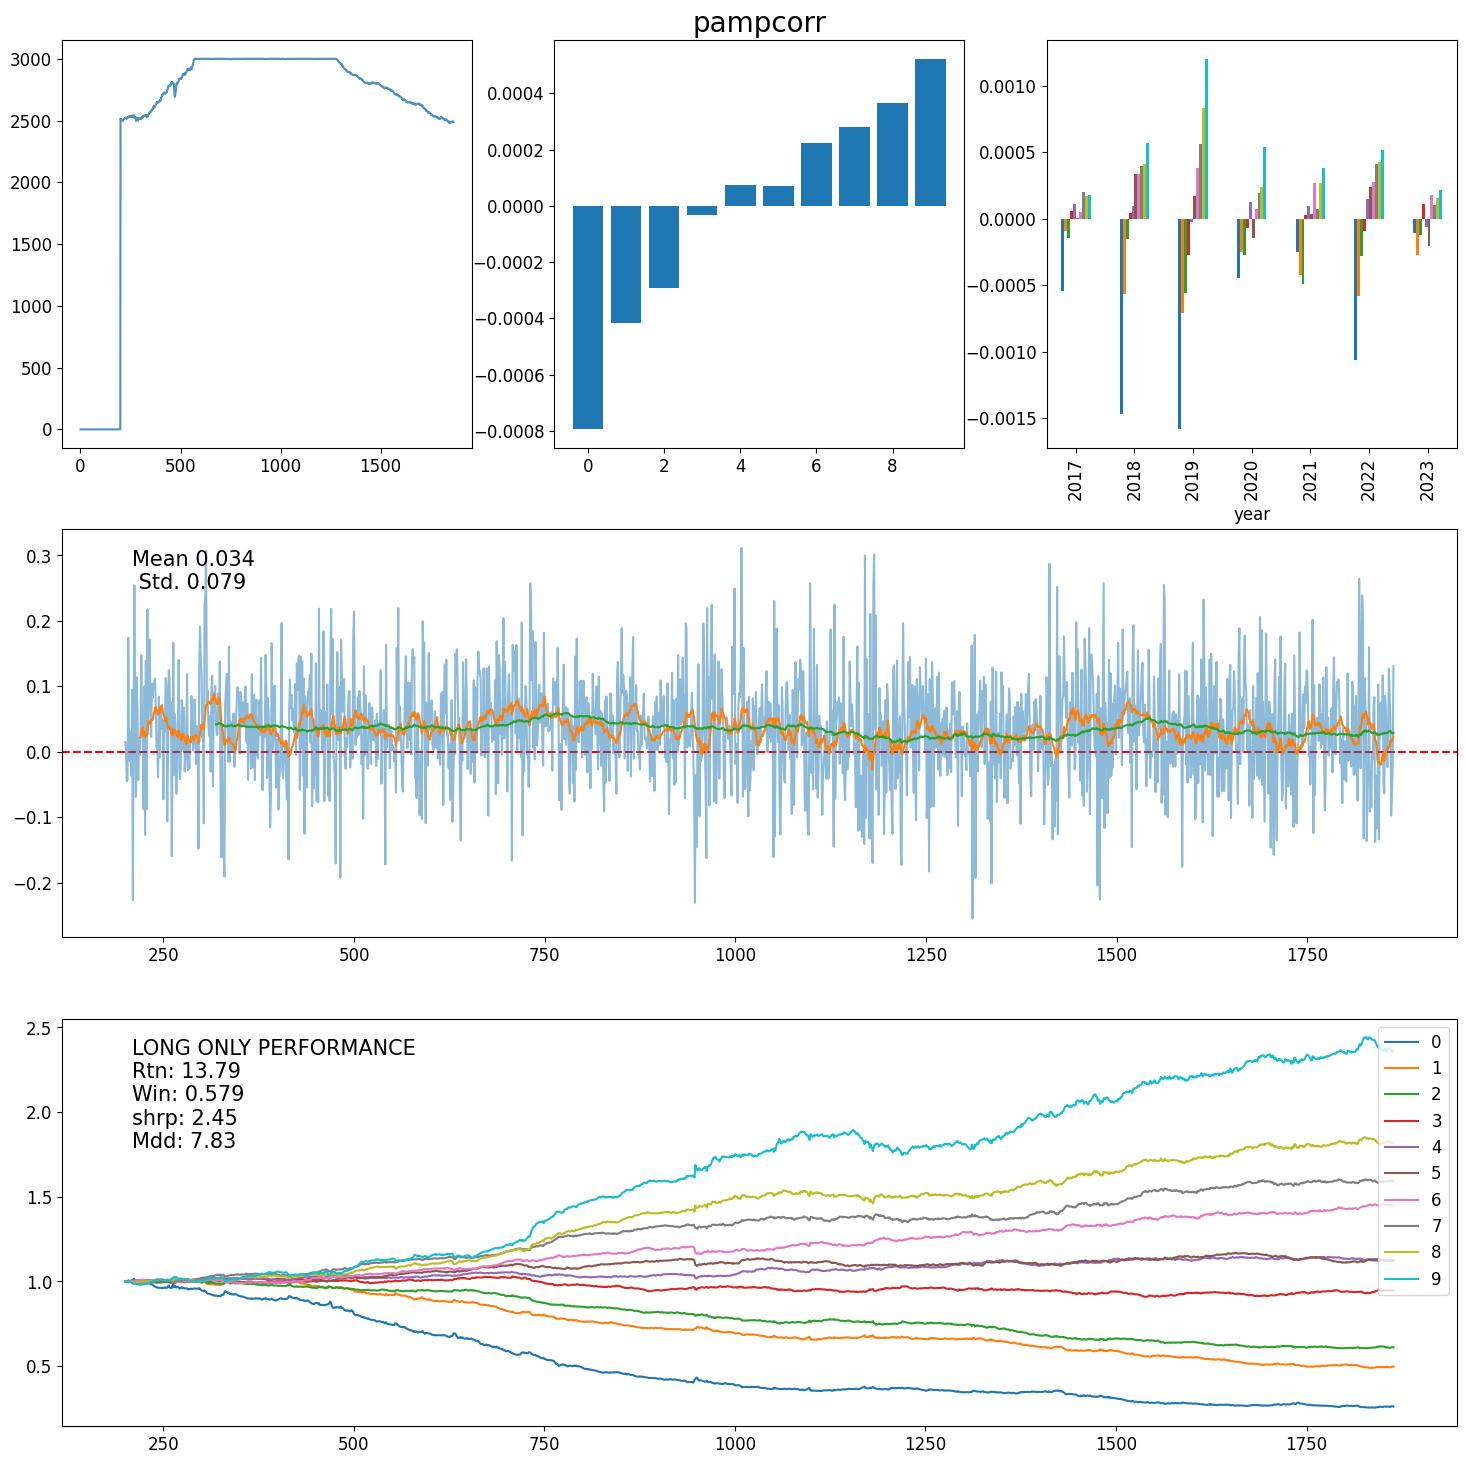 pampcorr
3000
2500
2000
1500
1000
500
0
0 500 1000 1500
0.0004
0.0002
0.0000
−0.0002
−0.0004
−0.0006
−0.0008
0 2 4 6 8
0.0010
0.0005
0.0000
−0.0005
−0.0010
−0.0015
2017 2018 2019 2020 2021 2022 2023
year
Mean 0.034
Std. 0.079
0.3
0.2
0.1
0.0
−0.1
−0.2
250 500 750 1000 1250 1500 1750
LONG ONLY PERFORMANCE
Rtn: 13.79
Win: 0.579
shrp: 2.45
Mdd: 7.83
2.5
2.0
1.5
1.0
0.5
250 500 750 1000 1250 1500 1750
0
1
2
3
4
5
6
7
8
9